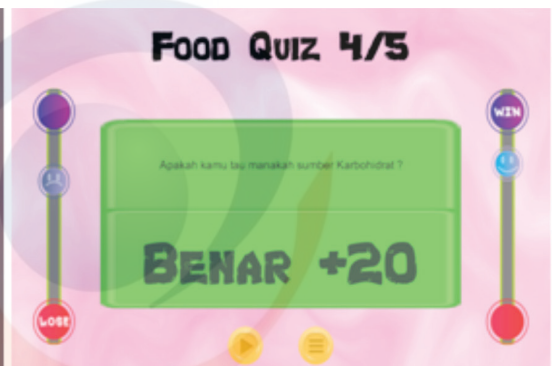 Food Quiz 4/5
WIN
Apakah kamu tau manakah sumber Karbohidrat ?
Benar +20
LOSE